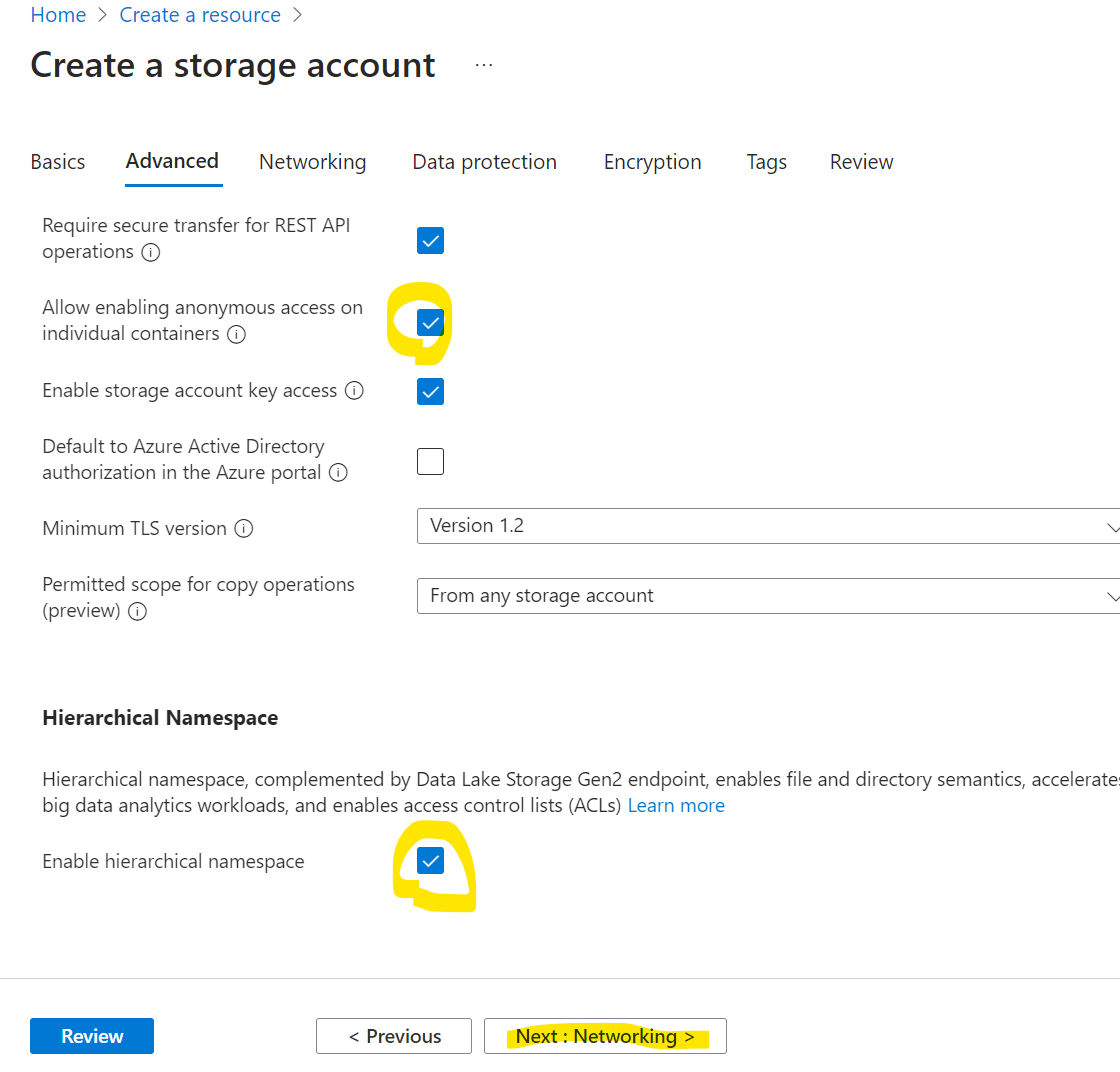 Home > Create a resource >
Create a storage account ...
Basics Advanced Networking Data protection Encryption Tags Review
Require secure transfer for REST API
operations
Allow enabling anonymous access on
individual containers
Enable storage account key access
Default to Azure Active Directory
authorization in the Azure portal
Minimum TLS version Version 1.2
Permitted scope for copy operations
(preview) From any storage account
Hierarchical Namespace
Hierarchical namespace, complemented by Data Lake Storage Gen2 endpoint, enables file and directory semantics, accelerates
big data analytics workloads, and enables access control lists (ACLs) Learn more
Enable hierarchical namespace
Review < Previous Next : Networking >